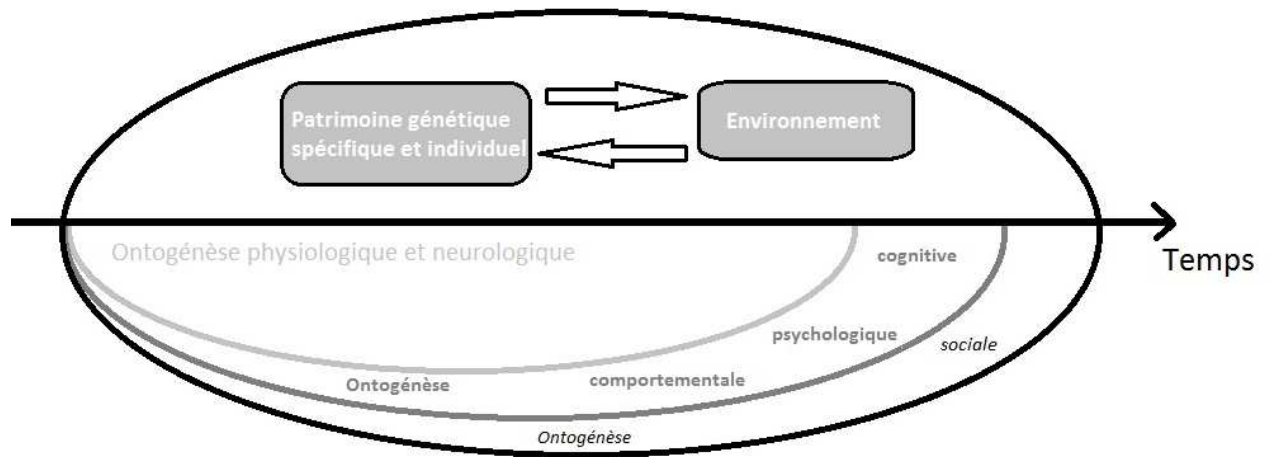 Patrimoine génétique
spécifique et individuel
Environnement
Temps
Ontogénèse physiologique et neurologique
cognitive
psychologique
sociale
Ontogénèse
comportementale
Ontogénèse